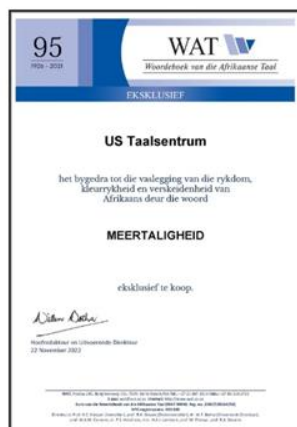 95
1926 - 2021
WAT
Woordeboek van die Afrikaanse Taal
EKSKLUSIEF
US Taalsentrum
het bygedra tot die vaslegging van die rykdom,
kleurrykheid en verskeidenheid van
Afrikaans deur die woord
MEERTALIGHEID
eksklusief te koop.
Hoofredakteur en Uitvoerende Direkteur
22 November 2022